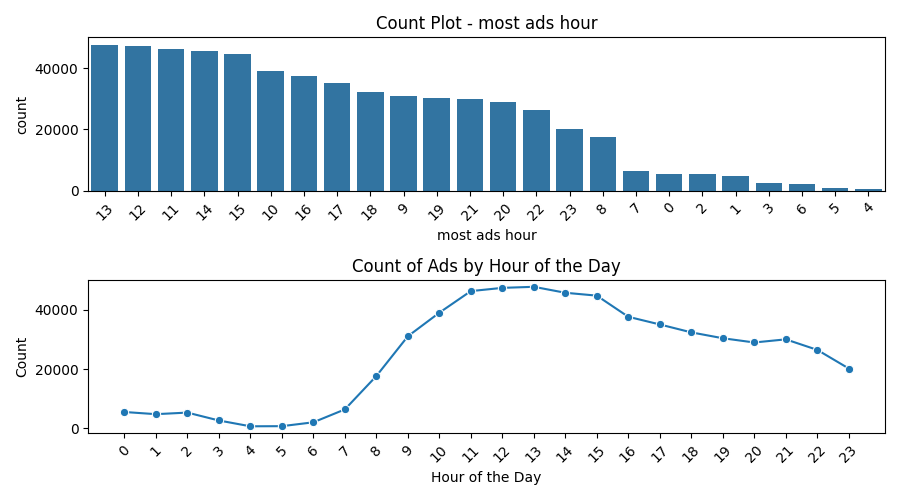 Count Plot - most ads hour
count
40000
20000
0
13 12 11 14 15 10 16 17 18 9 19 21 20 22 23 8 7 0 2 1 3 6 5 4
most ads hour
Count of Ads by Hour of the Day
Count
40000
20000
0
0 1 2 3 4 5 6 7 8 9 10 11 12 13 14 15 16 17 18 19 20 21 22 23
Hour of the Day